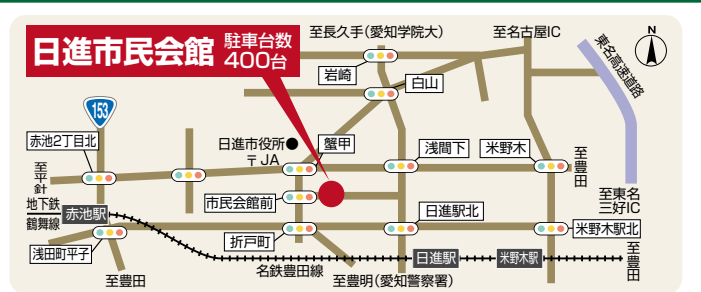 日進市民会館 駐車台数
400台
至長久手(愛知学院大)
至名古屋IC
N
東名高速道路
岩崎
白山
153
赤池2丁目北
日進市役所
〒JA
蟹甲
浅間下
米野木
至豊田
至平針
地下鉄
鶴舞線
赤池駅
市民会館前
日進駅北
至東名
三好IC
米野木駅北
浅田町平子
折戸町
日進駅
米野木駅
至豊田
至豊田
名鉄豊田線
至豊明(愛知警察署)